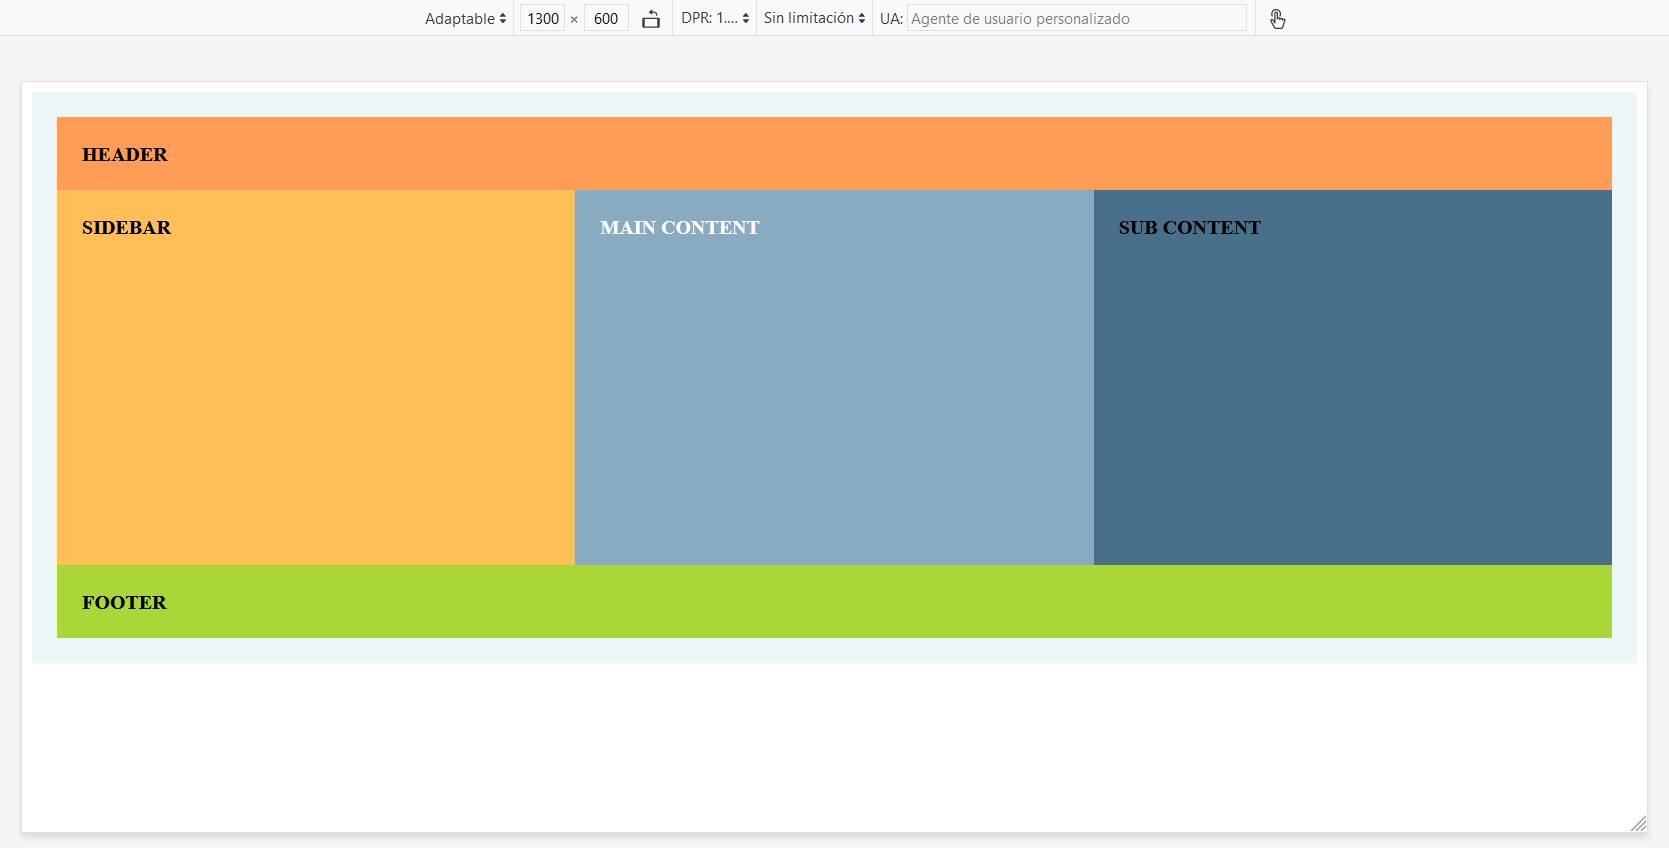 Adaptable 1300 × 600 DPR: 1.... Sin limitación UA: Agente de usuario personalizado
HEADER
SIDEBAR MAIN CONTENT SUB CONTENT
FOOTER